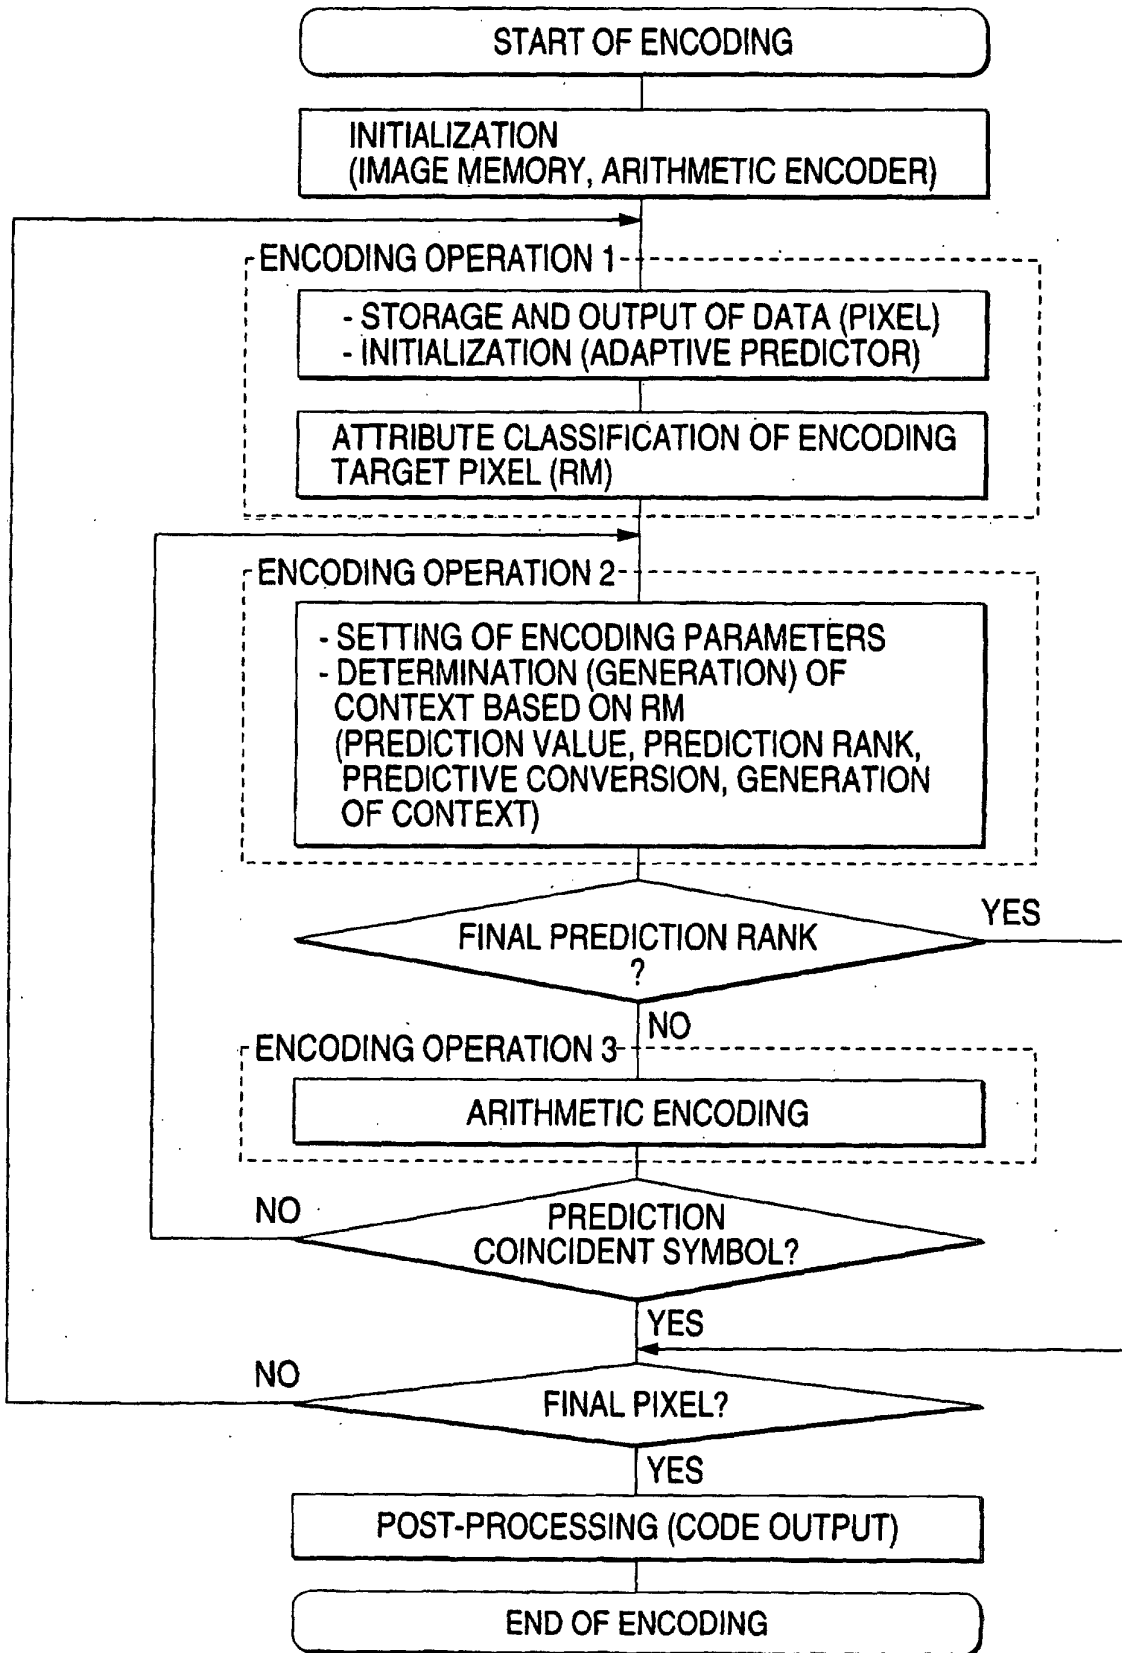 START OF ENCODING
INITIALIZATION
(IMAGE MEMORY, ARITHMETIC ENCODER)
ENCODING OPERATION 1
- STORAGE AND OUTPUT OF DATA (PIXEL)
- INITIALIZATION (ADAPTIVE PREDICTOR)
ATTRIBUTE CLASSIFICATION OF ENCODING
TARGET PIXEL (RM)
ENCODING OPERATION 2
- SETTING OF ENCODING PARAMETERS
- DETERMINATION (GENERATION) OF
CONTEXT BASED ON RM
(PREDICTION VALUE, PREDICTION RANK,
PREDICTIVE CONVERSION, GENERATION
OF CONTEXT)
YES
FINAL PREDICTION RANK
?
NO
ENCODING OPERATION 3
ARITHMETIC ENCODING
NO
PREDICTION
COINCIDENT SYMBOL?
YES
NO
FINAL PIXEL?
YES
POST-PROCESSING (CODE OUTPUT)
END OF ENCODING